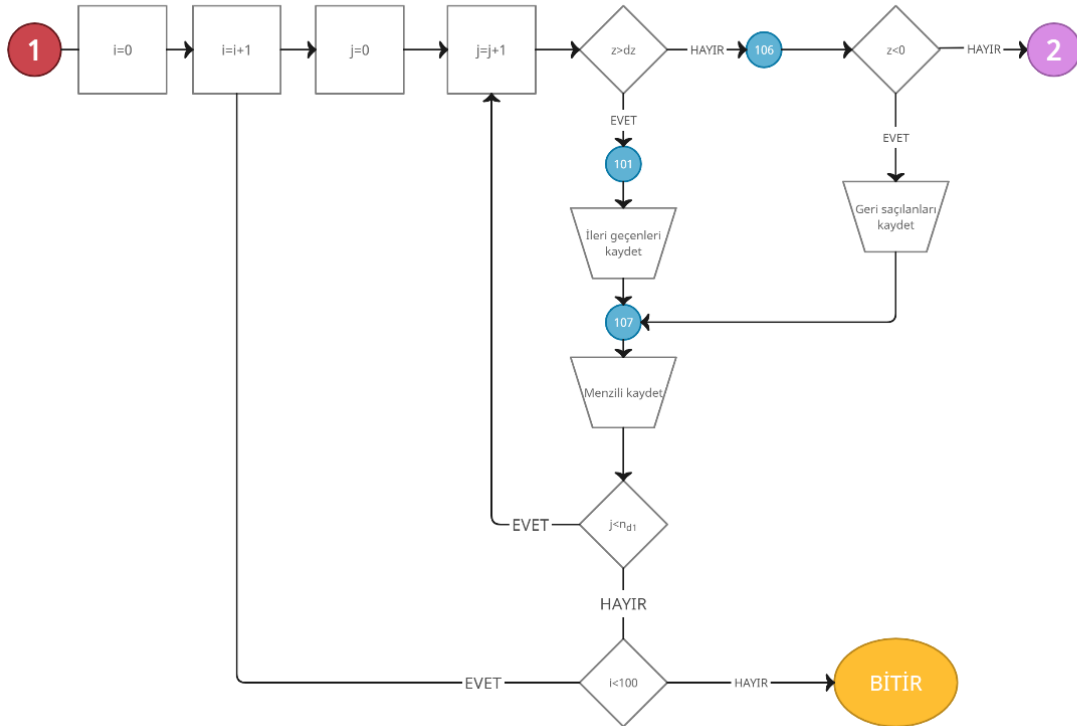 1
i=0
i=i+1
j=0
j=j+1
z>dz
HAYIR
106
z<0
HAYIR
2
EVET
EVET
101
İleri geçenleri
kaydet
Geri saçılanları
kaydet
107
Menzili kaydet
EVET
j<nd1
HAYIR
EVET
i<100
HAYIR
BİTİR